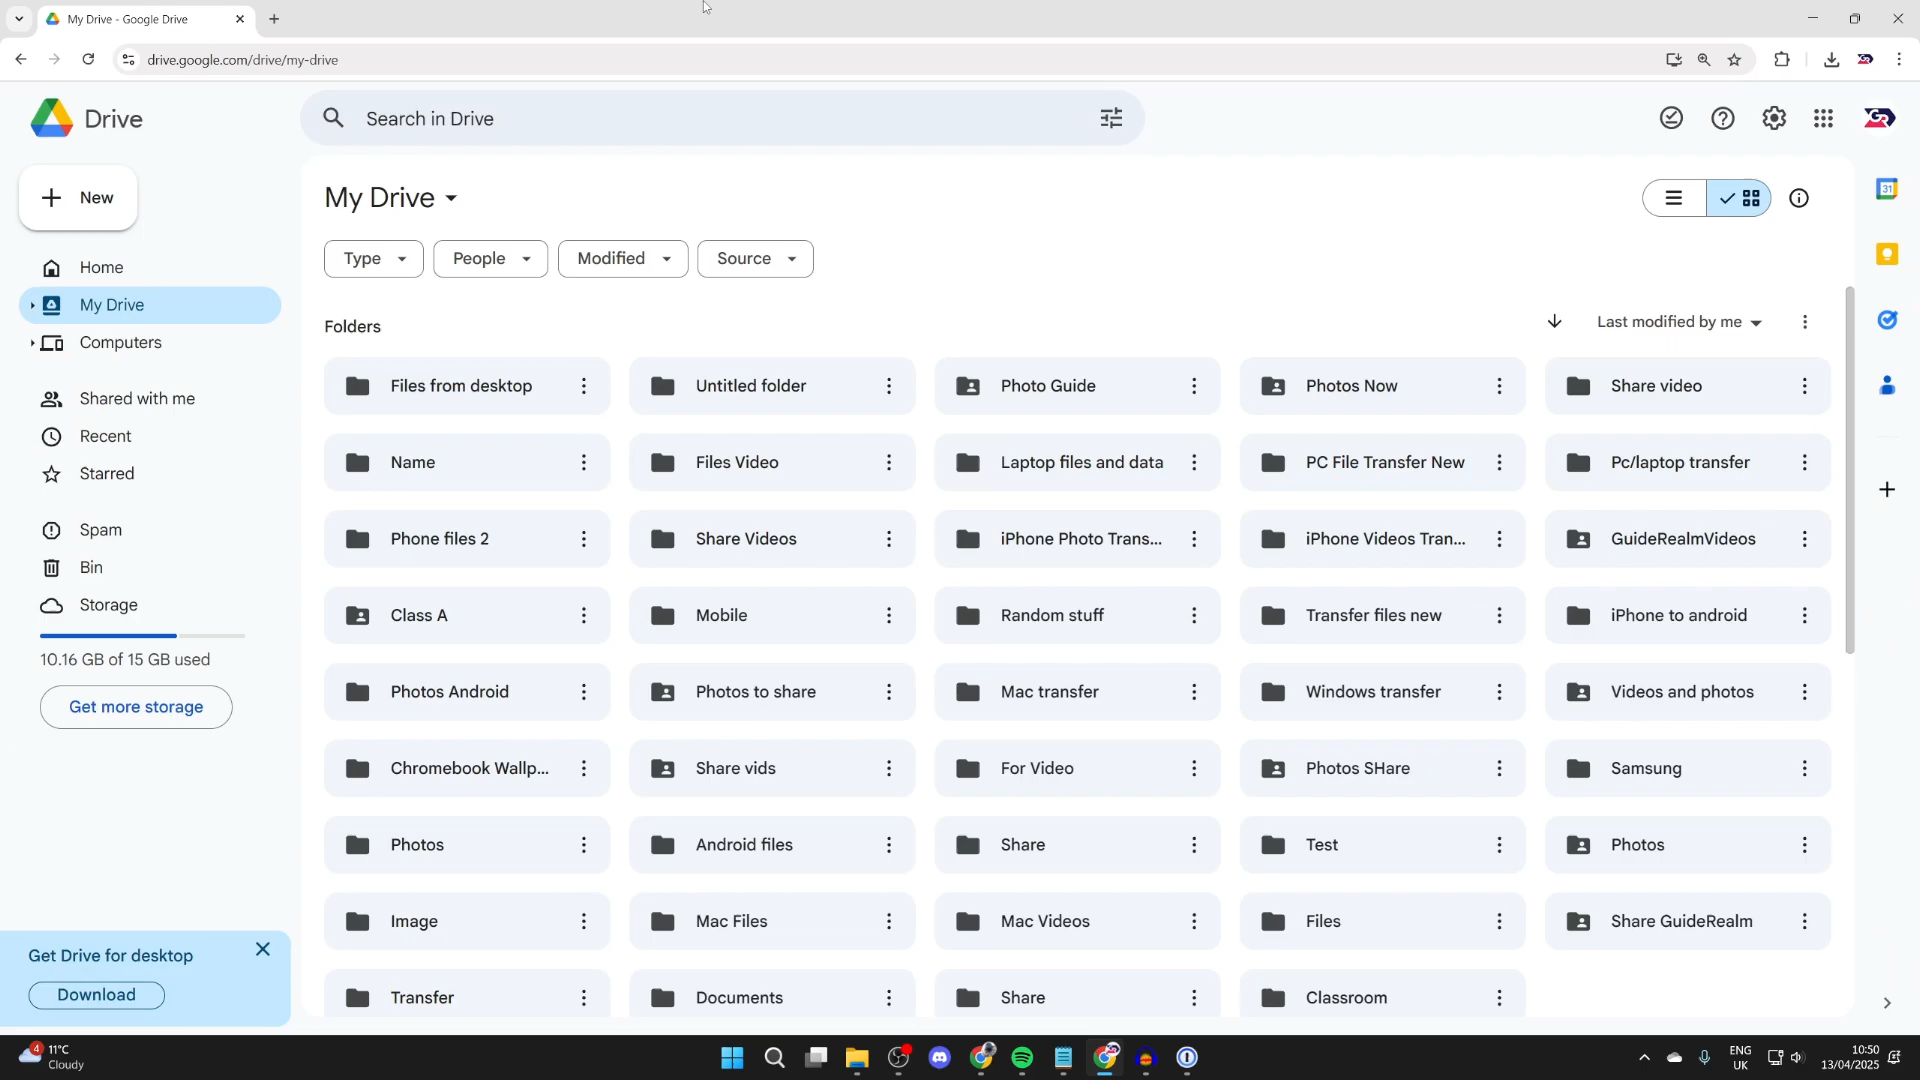 My Drive - Google Drive
drive.google.com/drive/my-drive
Drive
Search in Drive
New
Home
My Drive
Computers
Shared with me
Recent
Starred
Spam
Bin
Storage
10.16 GB of 15 GB used
Get more storage
Get Drive for desktop
Download
My Drive
Type
People
Modified
Source
Folders
Last modified by me
Files from desktop
Untitled folder
Photo Guide
Photos Now
Share video
Name
Files Video
Laptop files and data
PC File Transfer New
Pc/laptop transfer
Phone files 2
Share Videos
iPhone Photo Trans...
iPhone Videos Tran...
GuideRealmVideos
Class A
Mobile
Random stuff
Transfer files new
iPhone to android
Photos Android
Photos to share
Mac transfer
Windows transfer
Videos and photos
Chromebook Wallp...
Share vids
For Video
Photos SHare
Samsung
Photos
Android files
Share
Test
Photos
Image
Mac Files
Mac Videos
Files
Share GuideRealm
Transfer
Documents
Share
Classroom
31
GR
4
11°C
Cloudy
ENG
UK
10:50
13/04/2025